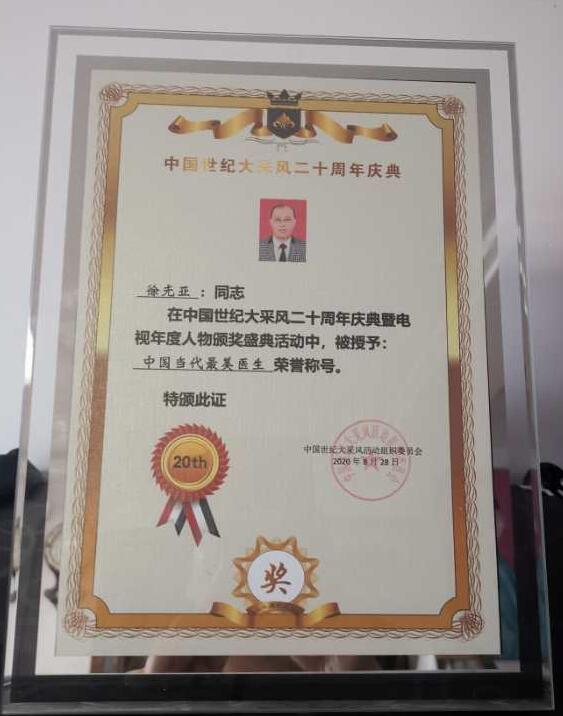 中国世纪大采风二十周年庆典
徐光亚：同志
在中国世纪大采风二十周年庆典暨电
视年度人物颁奖盛典活动中，被授予：
中国当代最美医生 荣誉称号。
特颁此证
20th
中国世纪大采风活动组织委员会
2020年8月28日
奖